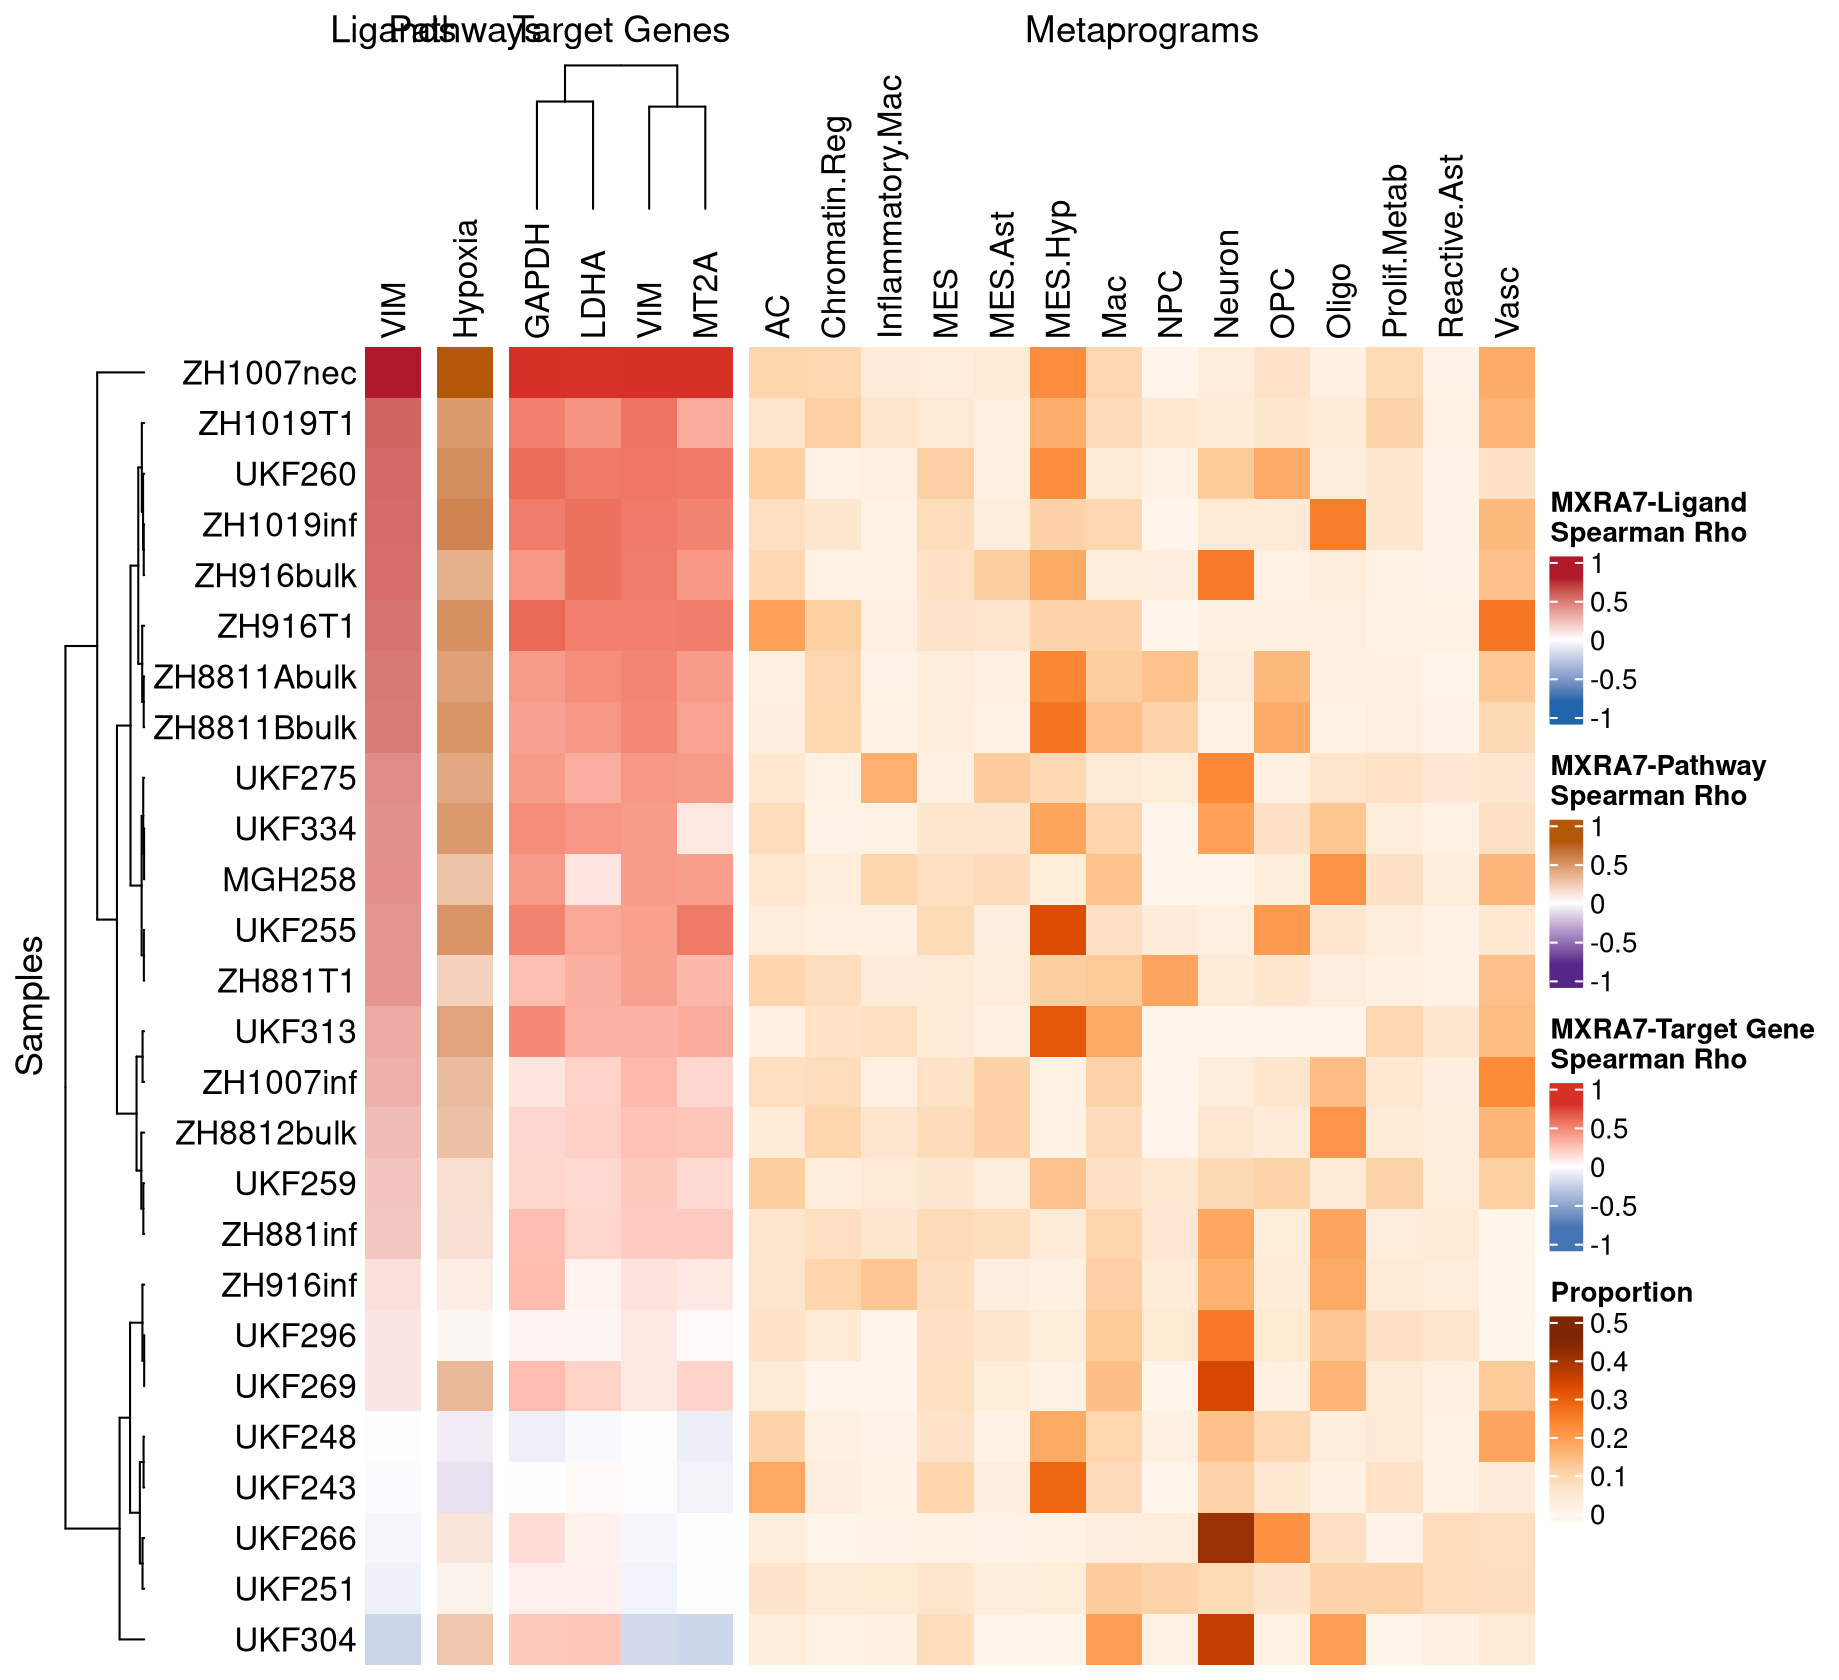 Ligands Pathways Target Genes Metaprograms
VIM
Hypoxia
GAPDH
LDHA
VIM
MT2A
AC
Chromatin.Reg
Inflammatory.Mac
MES
MES.Ast
MES.Hyp
Mac
NPC
Neuron
OPC
Oligo
Prolif.Metab
Reactive.Ast
Vasc
Samples
ZH1007nec
ZH1019T1
UKF260
ZH1019inf
ZH916bulk
ZH916T1
ZH8811Abulk
ZH8811Bbulk
UKF275
UKF334
MGH258
UKF255
ZH881T1
UKF313
ZH1007inf
ZH8812bulk
UKF259
ZH881inf
ZH916inf
UKF296
UKF269
UKF248
UKF243
UKF266
UKF251
UKF304
MXRA7-Ligand
Spearman Rho
1
0.5
0
-0.5
-1
MXRA7-Pathway
Spearman Rho
1
0.5
0
-0.5
-1
MXRA7-Target Gene
Spearman Rho
1
0.5
0
-0.5
-1
Proportion
0.5
0.4
0.3
0.2
0.1
0